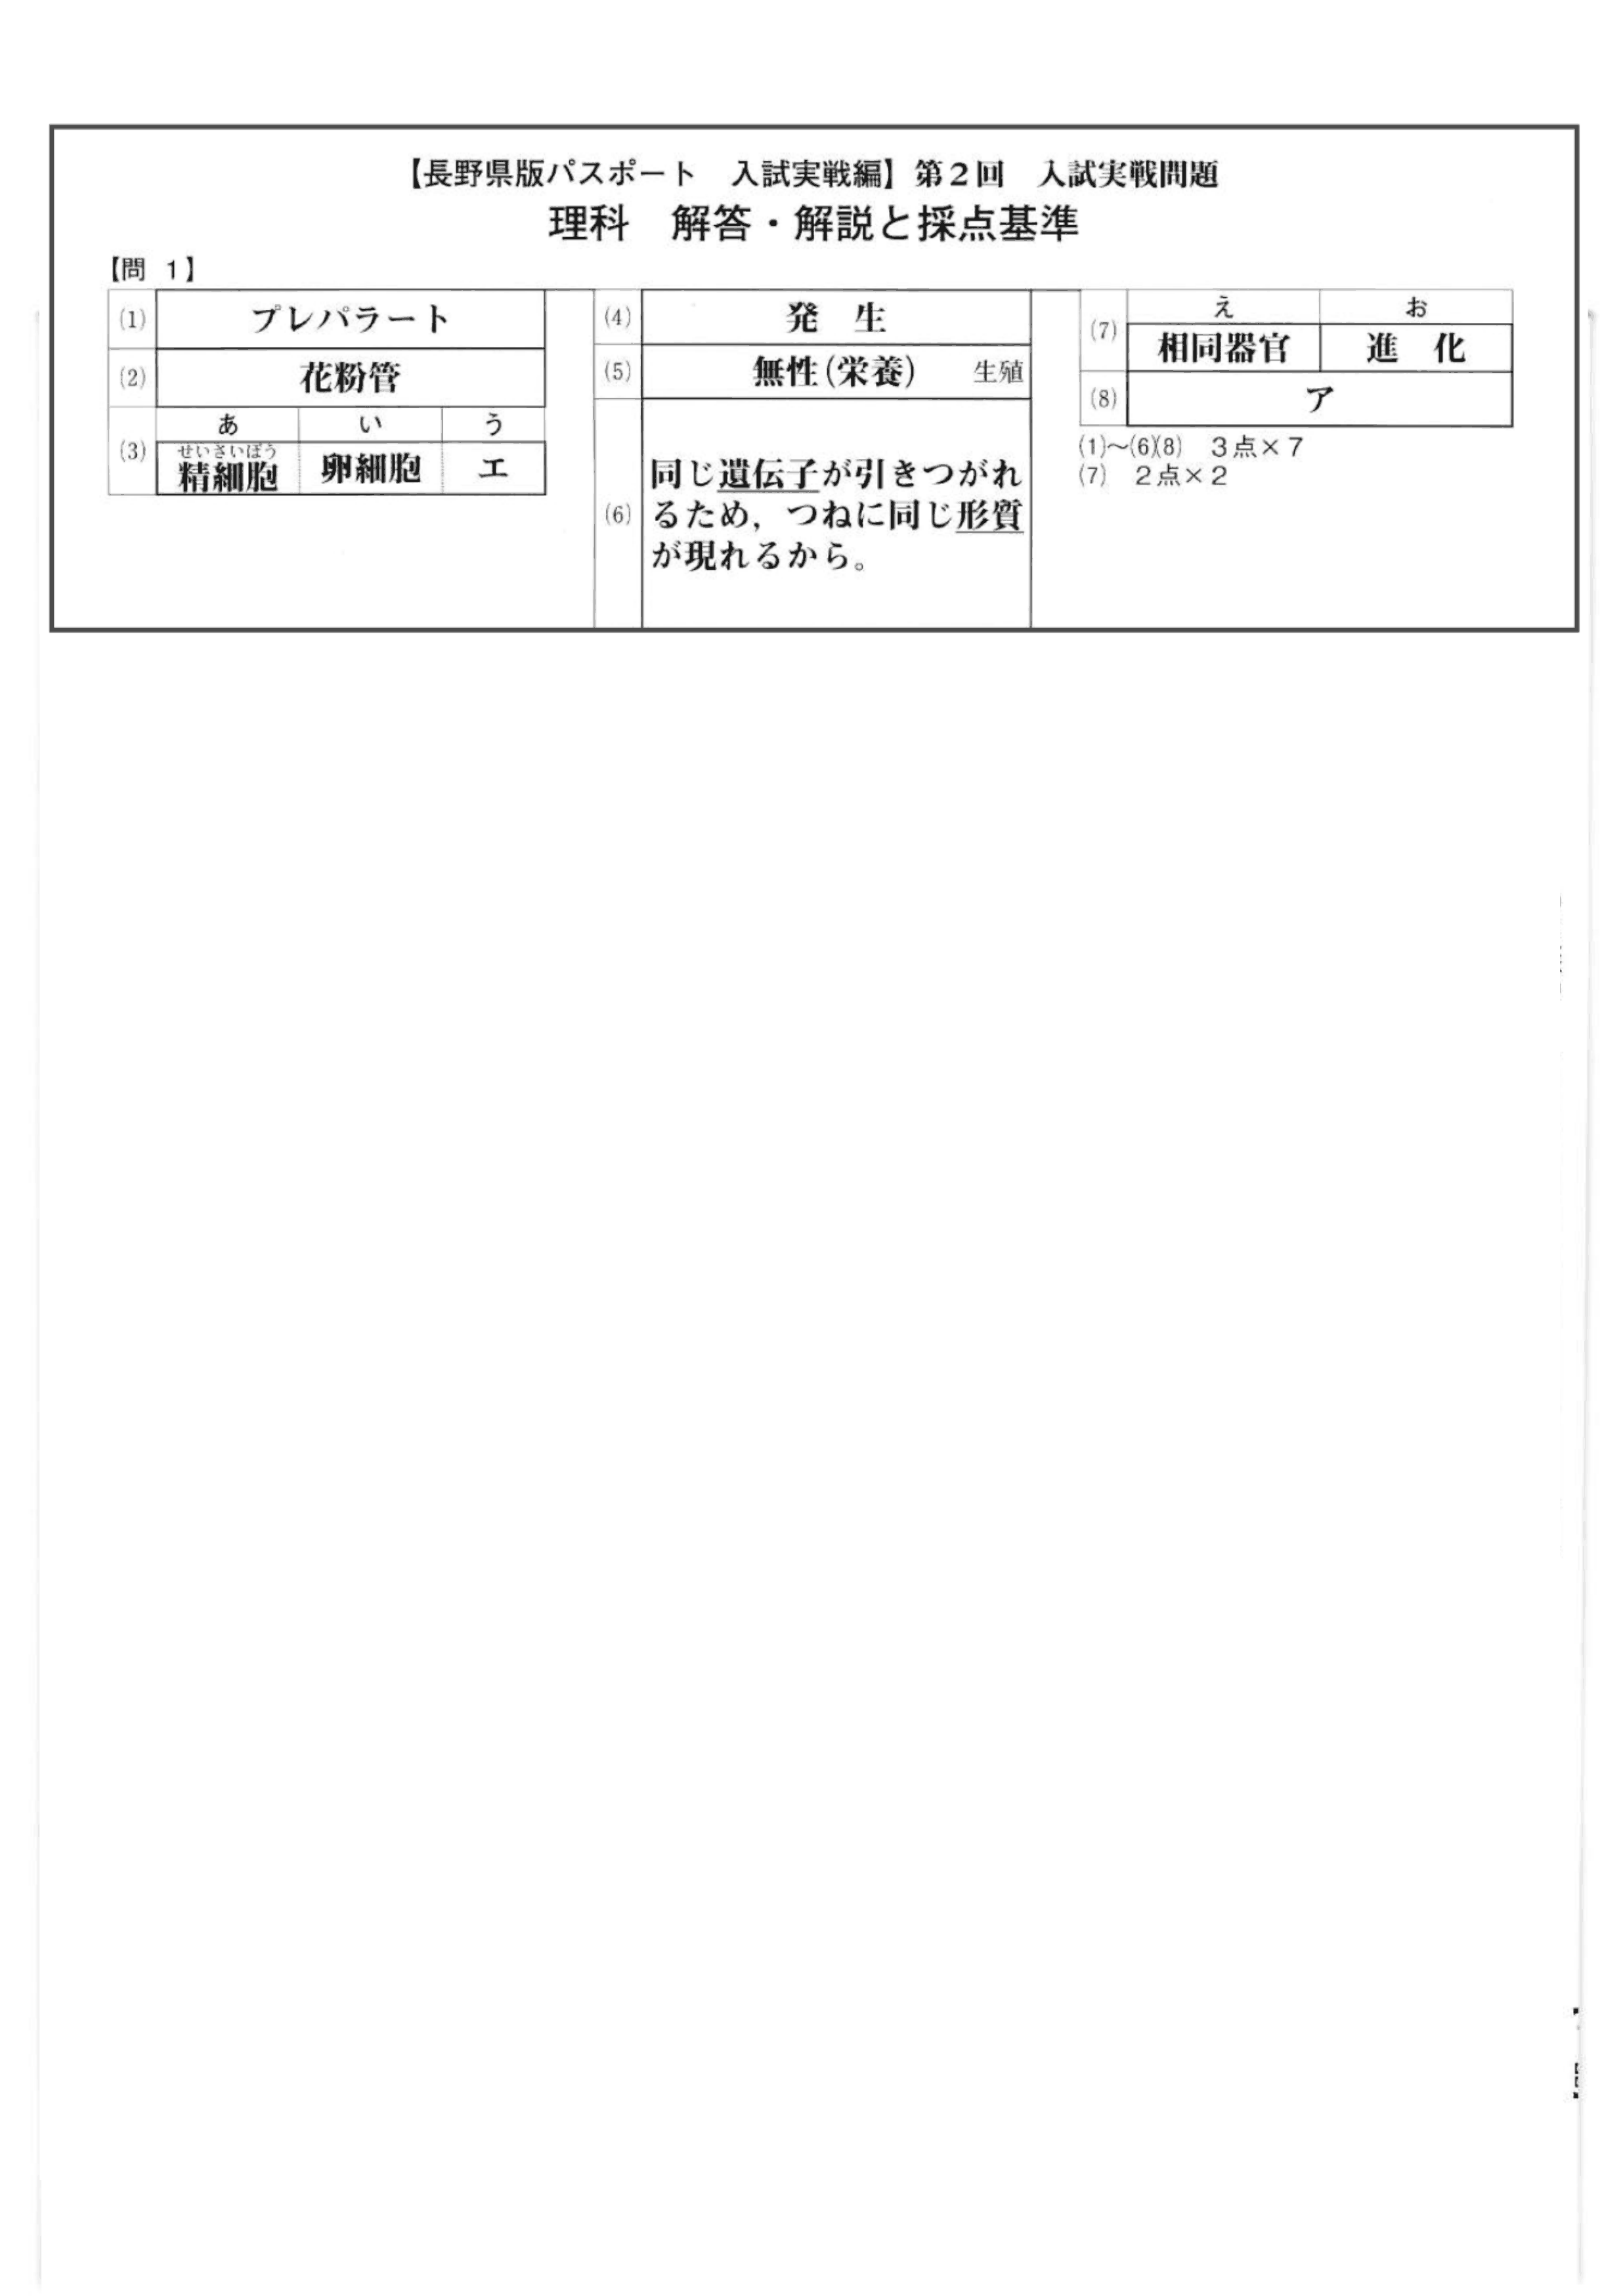 【長野県版パスポート　入試実戦編】第２回　入試実戦問題
理科　解答・解説と採点基準
【問 1】
(1) プレパラート
(2) 花粉管
(3) あ い う
せいさいぼう
精細胞 卵細胞 エ
(4) 発 生
(5) 無性(栄養) 生殖
(6) 同じ遺伝子が引きつがれ
るため，つねに同じ形質
が現れるから。
(7) え お
相同器官 進 化
(8) ア
(1)～(6)(8) 3点×7
(7) 2点×2